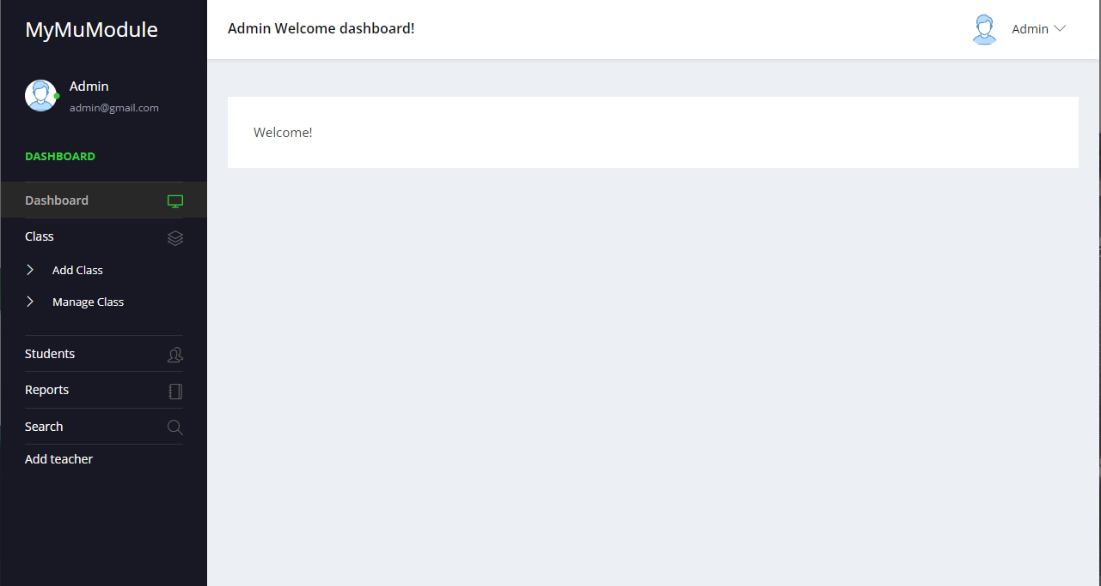 MyMuModule
Admin Welcome dashboard!
Admin
Admin
admin@gmail.com
DASHBOARD
Dashboard
Class
Add Class
Manage Class
Students
Reports
Search
Add teacher
Welcome!